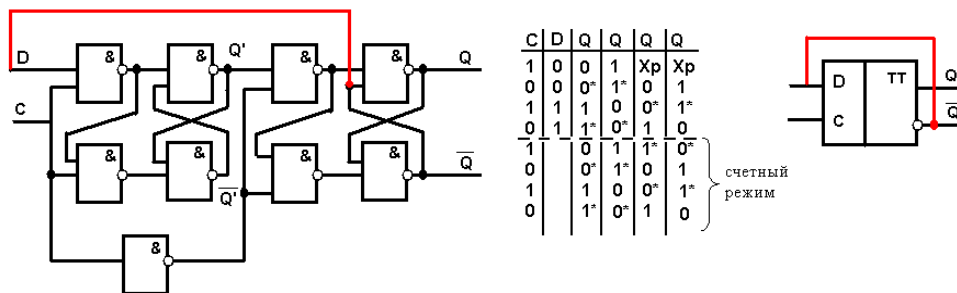 D
C
&
&
&
&
&
&
&
&
&
Q'
Q'
Q
Q
C D Q Q Q Q
1 0 0 1 Xp Xp
0 0 0* 1* 0 1
1 1 1 0 0* 1*
0 1 1* 0* 1 0
1 0 1 1* 0*
0 0* 1* 0 1
1 1 0 0* 1*
0 1* 0* 1 0
счетный
режим
D TT
C
Q
Q